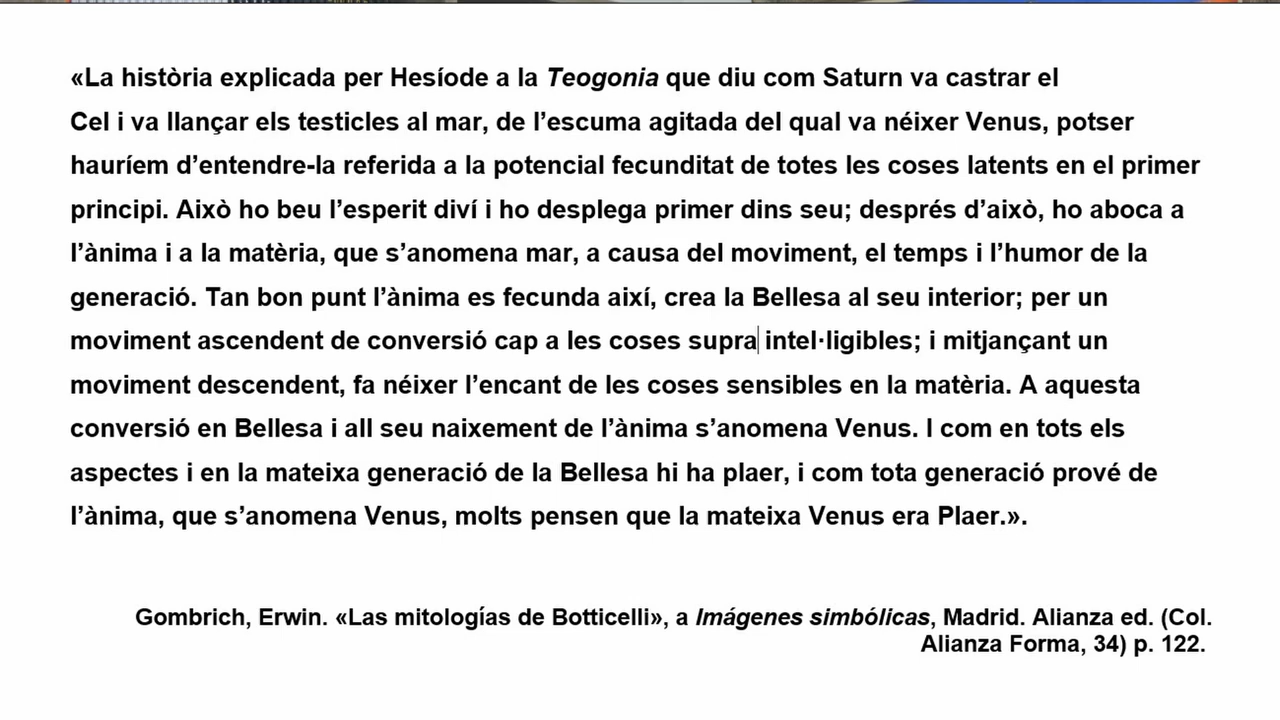 «La història explicada per Hesíode a la Teogonia que diu com Saturn va castrar el
Cel i va llançar els testicles al mar, de l’escuma agitada del qual va néixer Venus, potser
hauríem d’entendre-la referida a la potencial fecunditat de totes les coses latents en el primer
principi. Això ho beu l’esperit diví i ho desplega primer dins seu; després d’això, ho aboca a
l’ànima i a la matèria, que s’anomena mar, a causa del moviment, el temps i l’humor de la
generació. Tan bon punt l’ànima es fecunda així, crea la Bellesa al seu interior; per un
moviment ascendent de conversió cap a les coses supra intel·ligibles; i mitjançant un
moviment descendent, fa néixer l’encant de les coses sensibles en la matèria. A aquesta
conversió en Bellesa i all seu naixement de l’ànima s’anomena Venus. I com en tots els
aspectes i en la mateixa generació de la Bellesa hi ha plaer, i com tota generació prové de
l’ànima, que s’anomena Venus, molts pensen que la mateixa Venus era Plaer.».
Gombrich, Erwin. «Las mitologías de Botticelli», a Imágenes simbólicas, Madrid. Alianza ed. (Col.
Alianza Forma, 34) p. 122.